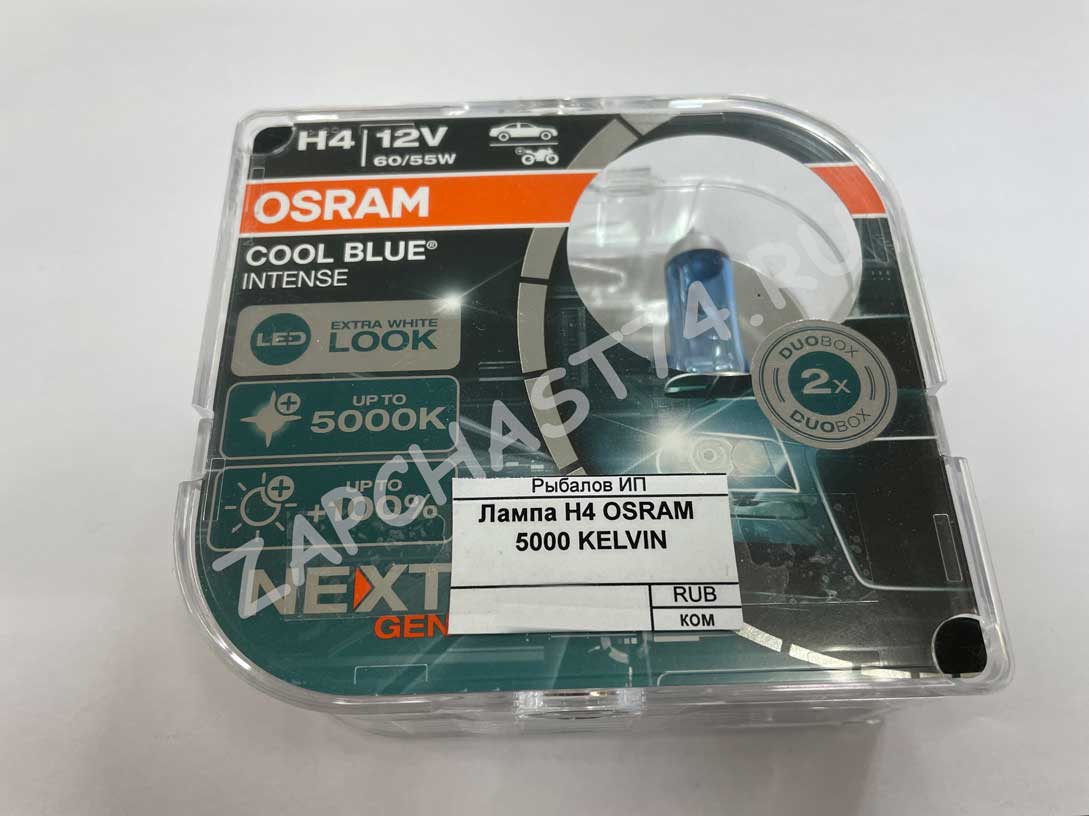 H4 12V
60/55W
OSRAM
COOL BLUE®
INTENSE
LED EXTRA WHITE
LOOK
UP TO
5000K
UP TO
+100%
NEXT
GEN
DUOBOX
2x
DUOBOX
Рыбалов ИП
Лампа H4 OSRAM
5000 KELVIN
RUB
КОМ
ZAPCHAST74.RU